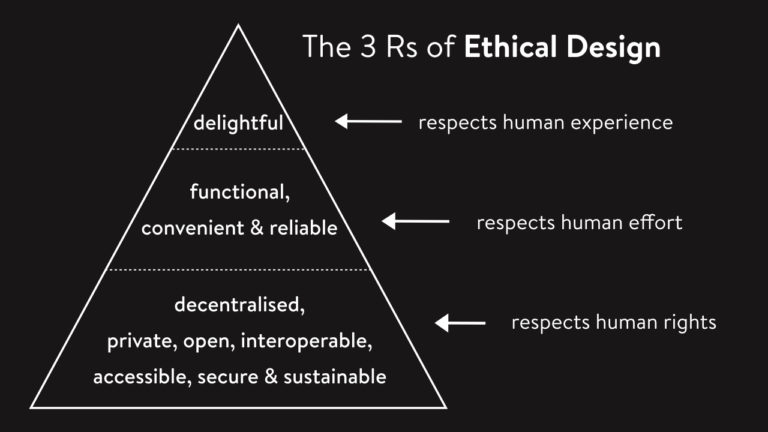 The 3 Rs of Ethical Design
delightful
respects human experience
functional,
convenient & reliable
respects human effort
decentralised,
private, open, interoperable,
accessible, secure & sustainable
respects human rights